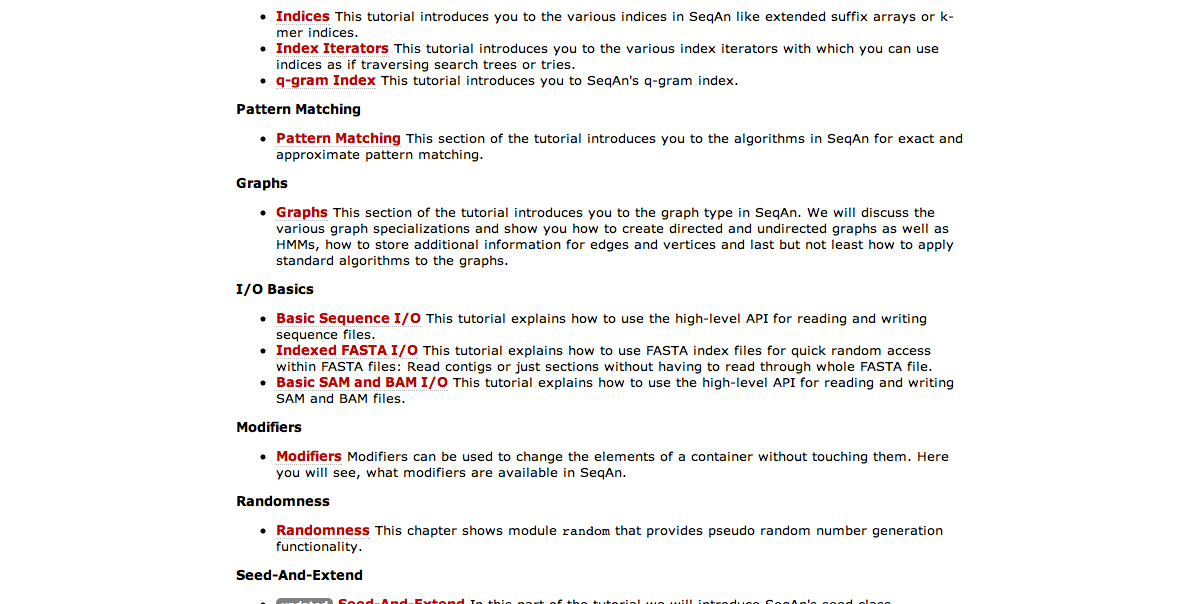 • Indices This tutorial introduces you to the various indices in SeqAn like extended suffix arrays or k-
mer indices.
• Index Iterators This tutorial introduces you to the various index iterators with which you can use
indices as if traversing search trees or tries.
• q-gram Index This tutorial introduces you to SeqAn's q-gram index.
Pattern Matching
• Pattern Matching This section of the tutorial introduces you to the algorithms in SeqAn for exact and
approximate pattern matching.
Graphs
• Graphs This section of the tutorial introduces you to the graph type in SeqAn. We will discuss the
various graph specializations and show you how to create directed and undirected graphs as well as
HMMs, how to store additional information for edges and vertices and last but not least how to apply
standard algorithms to the graphs.
I/O Basics
• Basic Sequence I/O This tutorial explains how to use the high-level API for reading and writing
sequence files.
• Indexed FASTA I/O This tutorial explains how to use FASTA index files for quick random access
within FASTA files: Read contigs or just sections without having to read through whole FASTA file.
• Basic SAM and BAM I/O This tutorial explains how to use the high-level API for reading and writing
SAM and BAM files.
Modifiers
• Modifiers Modifiers can be used to change the elements of a container without touching them. Here
you will see, what modifiers are available in SeqAn.
Randomness
• Randomness This chapter shows module random that provides pseudo random number generation
functionality.
Seed-And-Extend
• updated Seed-And-Extend In this part of the tutorial we will introduce SeqAn's seed class,